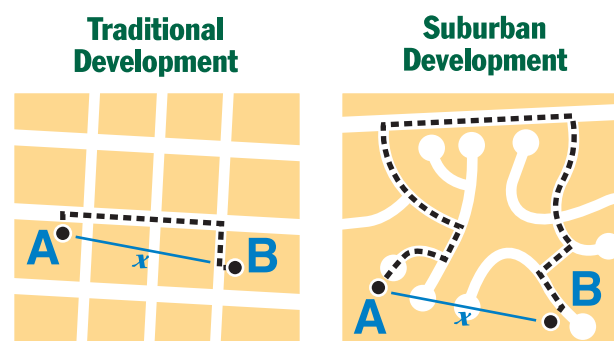 Traditional
Development
Suburban
Development
A
x
B
A
x
B